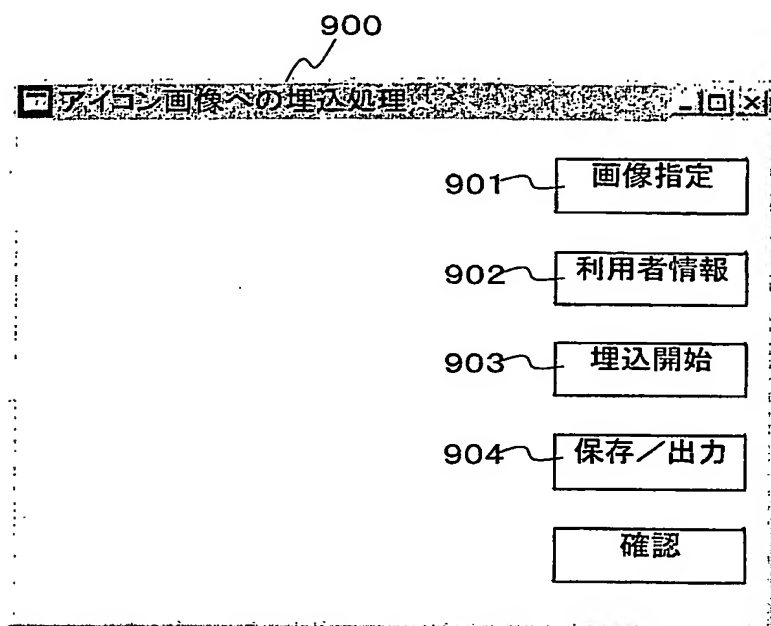 900
アイコン画像への埋込処理
901 画像指定
902 利用者情報
903 埋込開始
904 保存／出力
確認